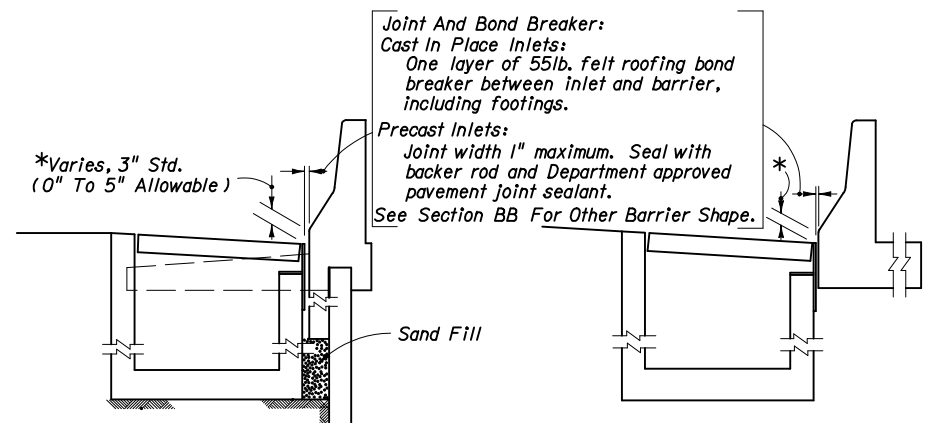 Joint And Bond Breaker:
Cast In Place Inlets:
One layer of 55lb. felt roofing bond
breaker between inlet and barrier,
including footings.
Precast Inlets:
Joint width 1" maximum. Seal with
backer rod and Department approved
pavement joint sealant.
See Section BB For Other Barrier Shape.
*Varies, 3" Std.
(0" To 5" Allowable)
*
Sand Fill